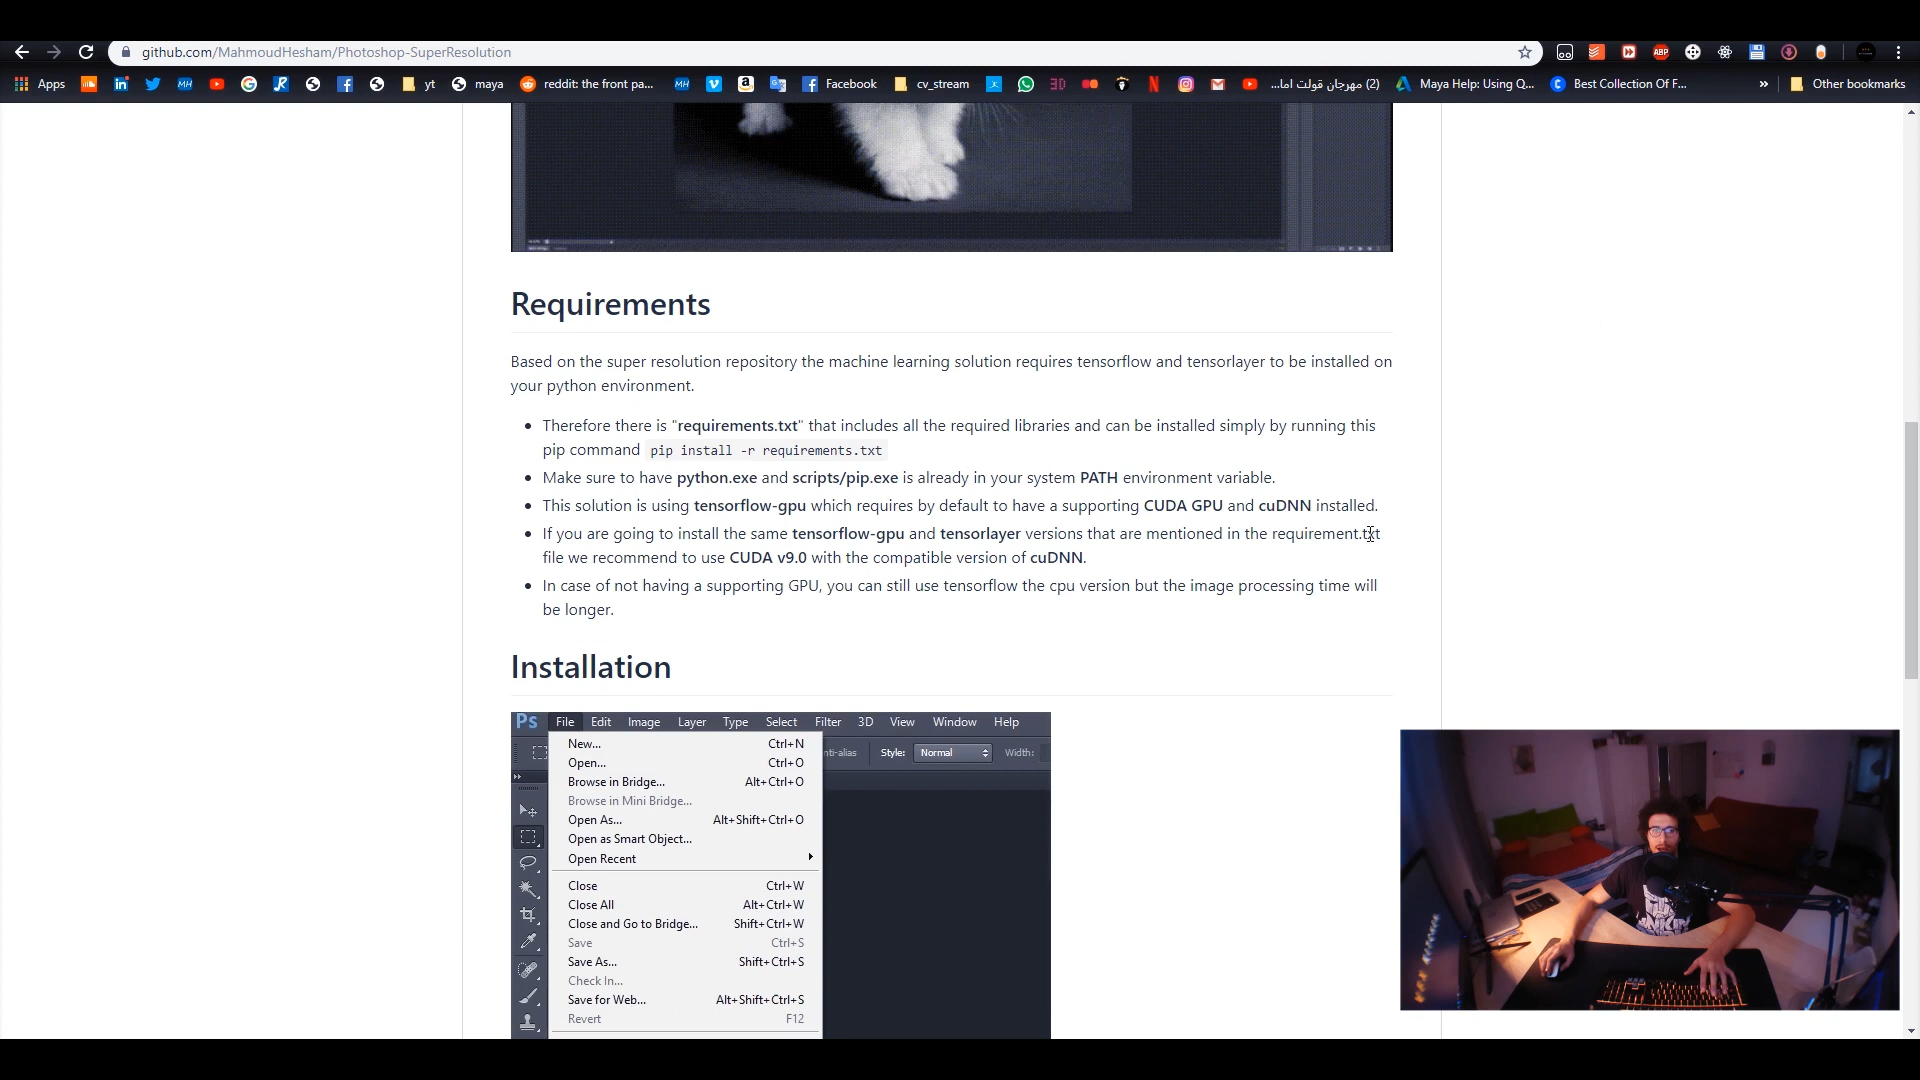 github.com/MahmoudHesham/Photoshop-SuperResolution
Apps
yt
maya
reddit: the front pa...
Facebook
cv_stream
(2) مهرجان قولت اما...
Maya Help: Using Q...
Best Collection Of F...
»
Other bookmarks
Requirements
Based on the super resolution repository the machine learning solution requires tensorflow and tensorlayer to be installed on
your python environment.
• Therefore there is "requirements.txt" that includes all the required libraries and can be installed simply by running this
pip command pip install -r requirements.txt
• Make sure to have python.exe and scripts/pip.exe is already in your system PATH environment variable.
• This solution is using tensorflow-gpu which requires by default to have a supporting CUDA GPU and cuDNN installed.
• If you are going to install the same tensorflow-gpu and tensorlayer versions that are mentioned in the requirement.txt
file we recommend to use CUDA v9.0 with the compatible version of cuDNN.
• In case of not having a supporting GPU, you can still use tensorflow the cpu version but the image processing time will
be longer.
Installation
Ps File Edit Image Layer Type Select Filter 3D View Window Help
nti-alias Style: Normal Width:
New... Ctrl+N
Open... Ctrl+O
Browse in Bridge... Alt+Ctrl+O
Browse in Mini Bridge...
Open As... Alt+Shift+Ctrl+O
Open as Smart Object...
Open Recent
Close Ctrl+W
Close All Alt+Ctrl+W
Close and Go to Bridge... Shift+Ctrl+W
Save Ctrl+S
Save As... Shift+Ctrl+S
Check In...
Save for Web... Alt+Shift+Ctrl+S
Revert F12